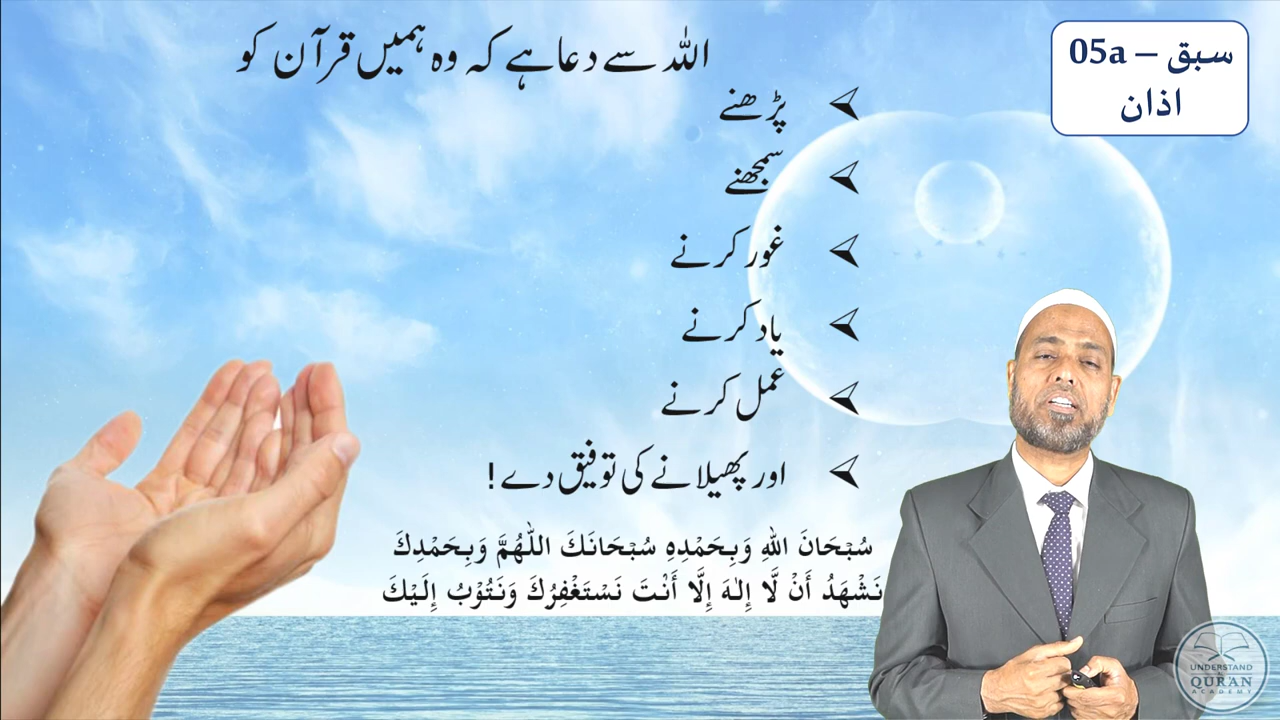 سبق – 05a
اذان
اللہ سے دعا ہے کہ وہ ہمیں قرآن کو
پڑھنے
سمجھنے
غور کرنے
یاد کرنے
عمل کرنے
اور پھیلانے کی توفیق دے!
سُبْحَانَ اللهِ وَبِحَمْدِهِ سُبْحَانَكَ اللّٰهُمَّ وَبِحَمْدِكَ
نَشْهَدُ أَنْ لَّا إِلٰهَ إِلَّا أَنْتَ نَسْتَغْفِرُكَ وَنَتُوْبُ إِلَيْكَ
UNDERSTAND
QURAN
ACADEMY